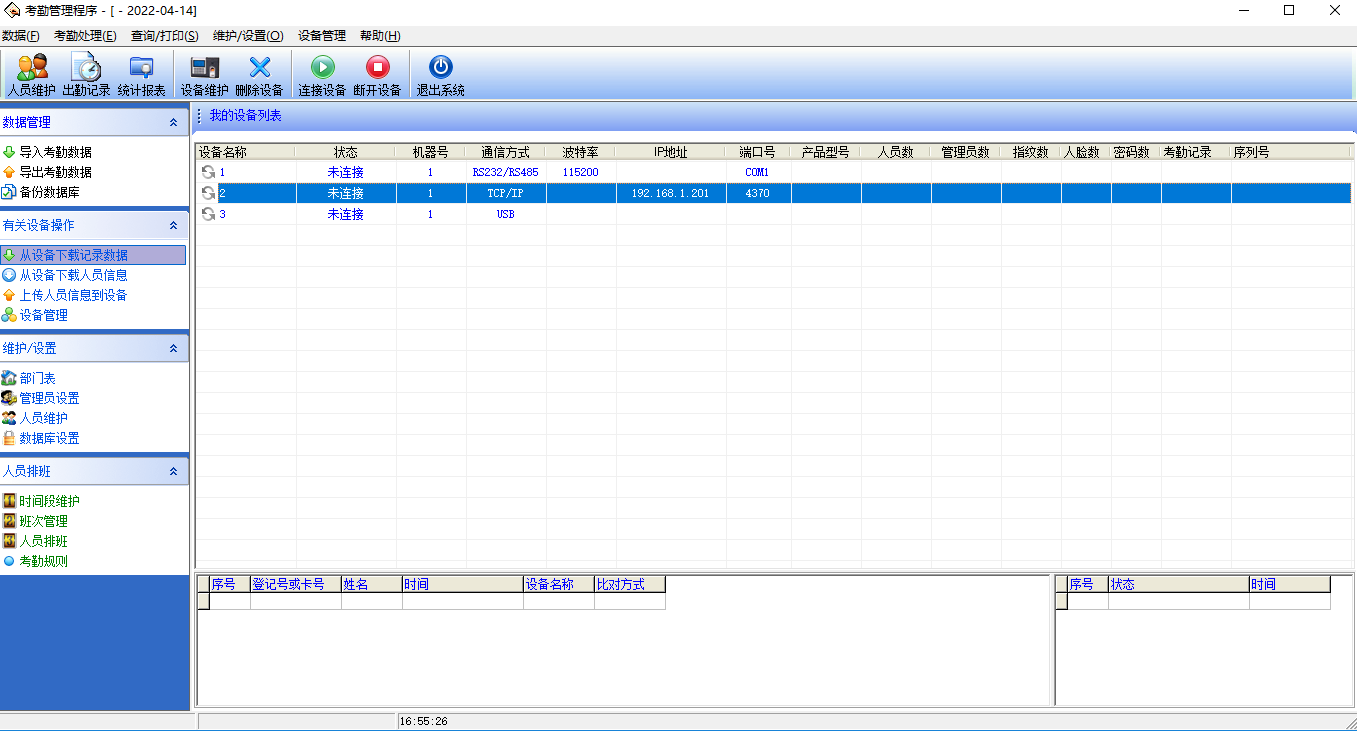 考勤管理程序 - [ - 2022-04-14]
数据(F) 考勤处理(E) 查询/打印(S) 维护/设置(O) 设备管理 帮助(H)
人员维护 出勤记录 统计报表 设备维护 删除设备 连接设备 断开设备 退出系统
数据管理
导入考勤数据
导出考勤数据
备份数据库
有关设备操作
从设备下载记录数据
从设备下载人员信息
上传人员信息到设备
设备管理
维护/设置
部门表
管理员设置
人员维护
数据库设置
人员排班
时间段维护
班次管理
人员排班
考勤规则
我的设备列表
设备名称 状态 机器号 通信方式 波特率 IP地址 端口号 产品型号 人员数 管理员数 指纹数 人脸数 密码数 考勤记录 序列号
1 未连接 1 RS232/RS485 115200 COM1
2 未连接 1 TCP/IP 192.168.1.201 4370
3 未连接 1 USB
序号 登记号或卡号 姓名 时间 设备名称 比对方式
序号 状态 时间
16:55:26